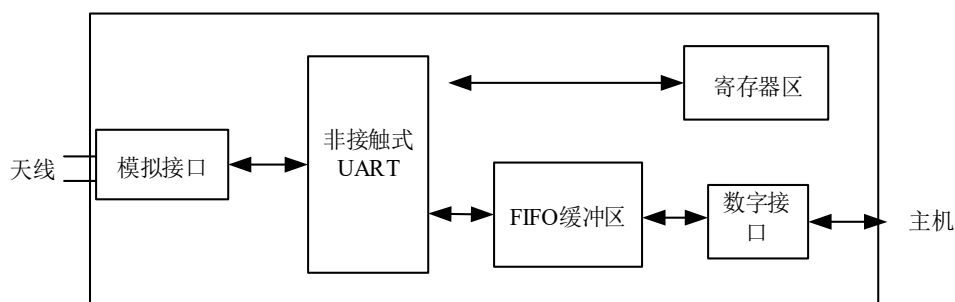 寄存器区
非接触式
UART
天线
模拟接口
FIFO缓冲区
数字接
口
主机